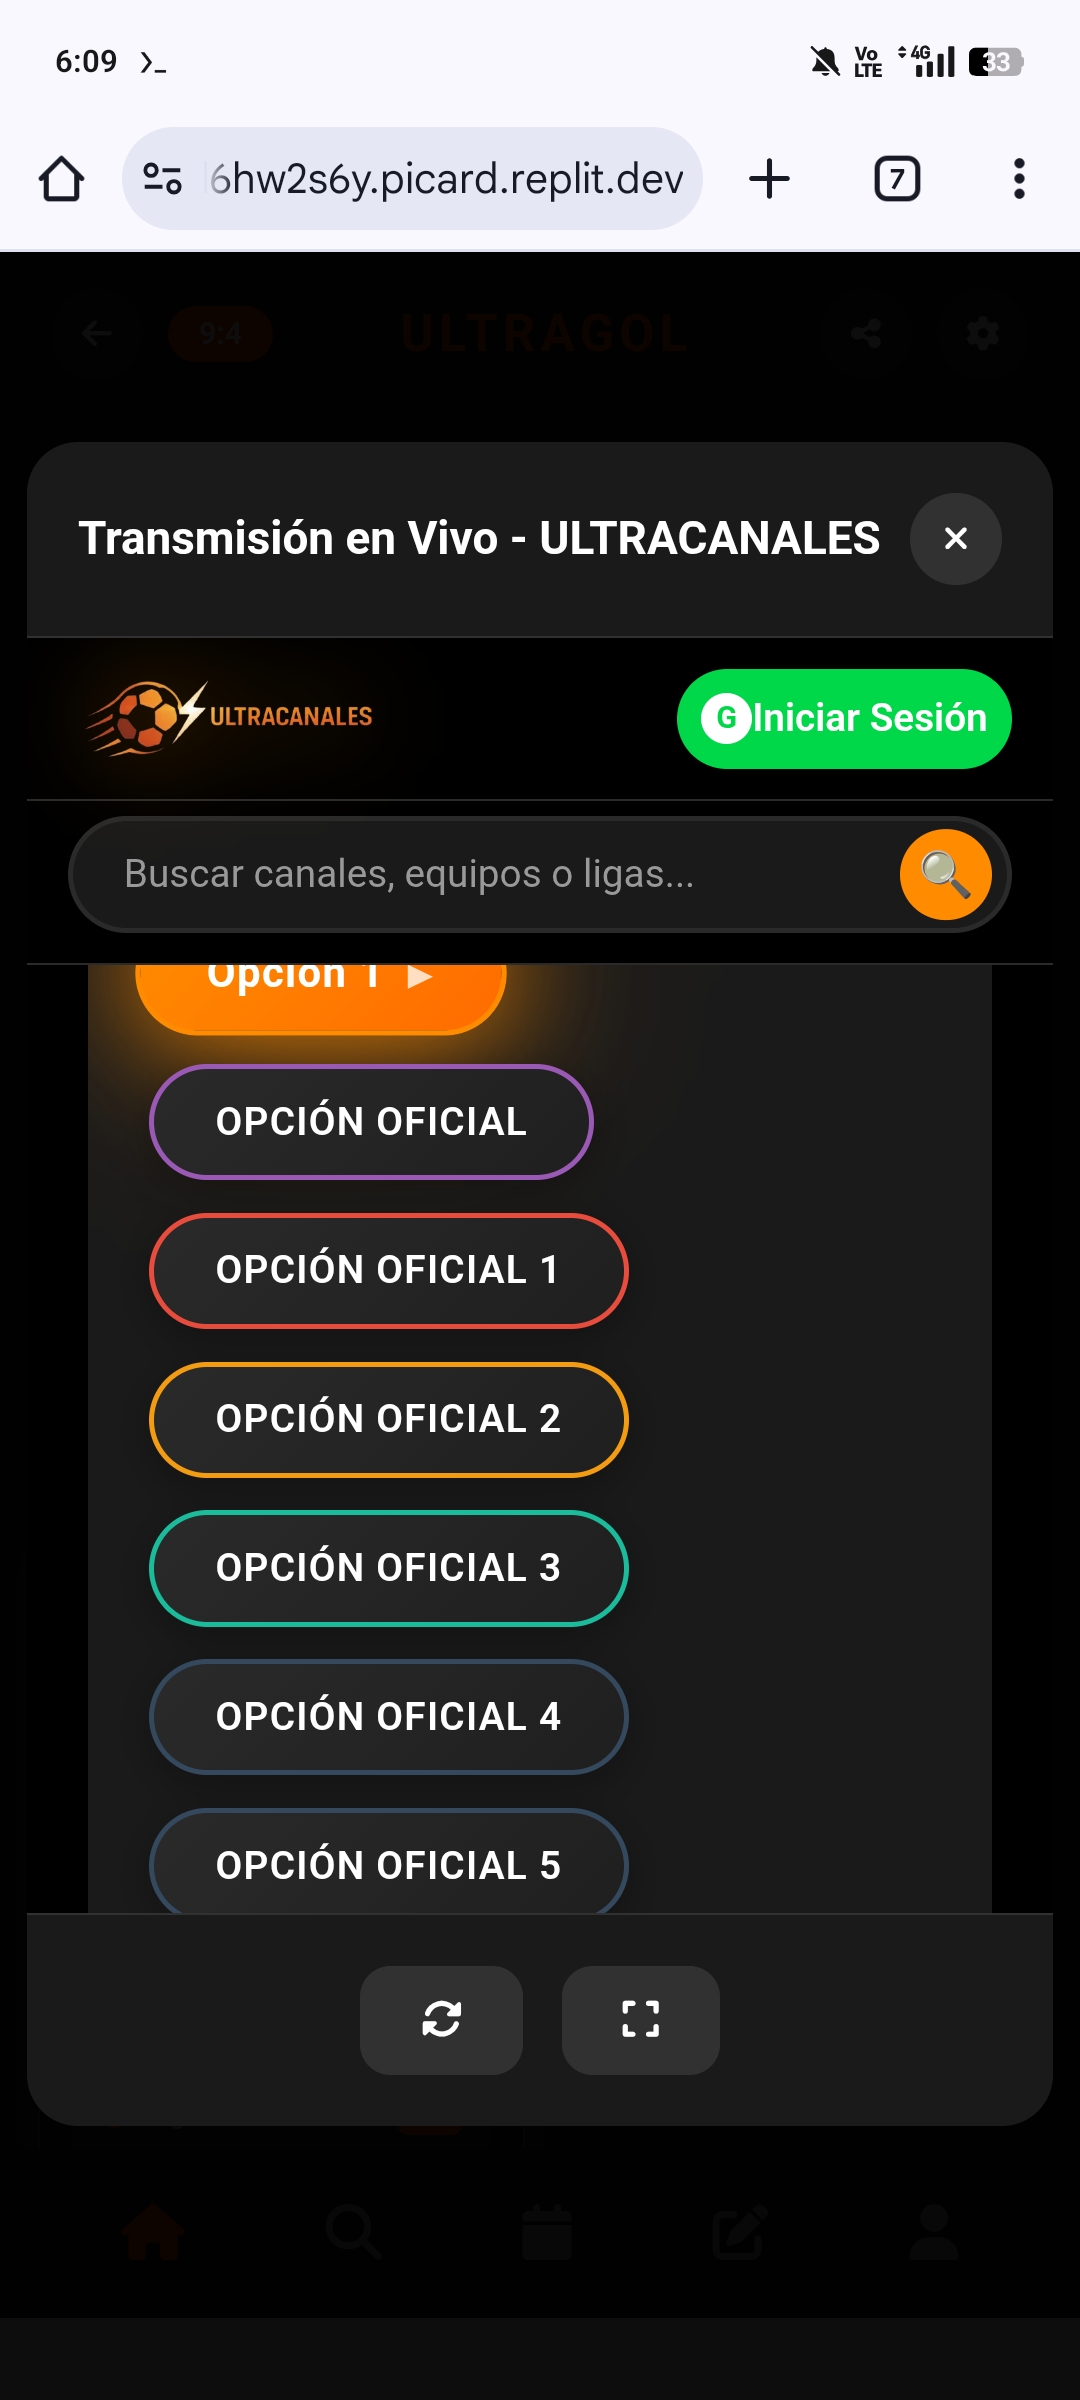 6:09
Vo
LTE
4G
33
6hw2s6y.picard.replit.dev
7
9:4
ULTRAGOL
Transmisión en Vivo - ULTRACANALES
ULTRACANALES
G Iniciar Sesión
Buscar canales, equipos o ligas...
Opción 1
OPCIÓN OFICIAL
OPCIÓN OFICIAL 1
OPCIÓN OFICIAL 2
OPCIÓN OFICIAL 3
OPCIÓN OFICIAL 4
OPCIÓN OFICIAL 5